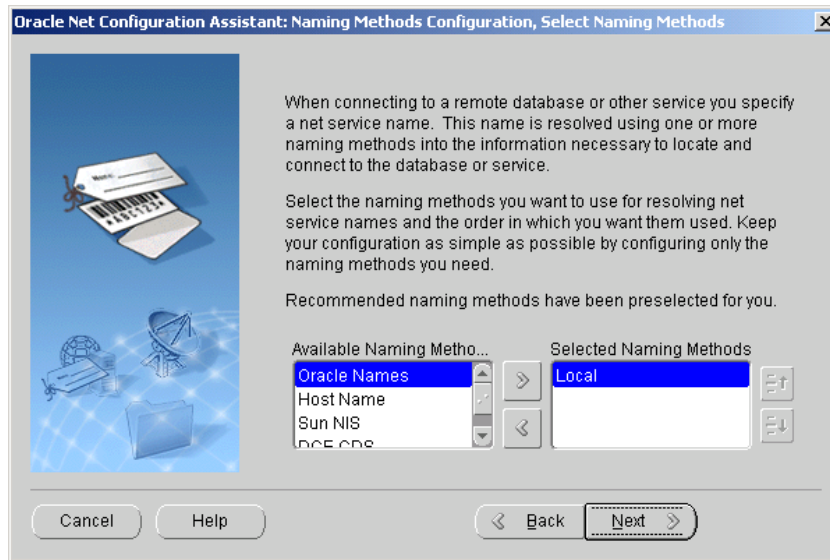 Oracle Net Configuration Assistant: Naming Methods Configuration, Select Naming Methods
When connecting to a remote database or other service you specify
a net service name. This name is resolved using one or more
naming methods into the information necessary to locate and
connect to the database or service.
Select the naming methods you want to use for resolving net
service names and the order in which you want them used. Keep
your configuration as simple as possible by configuring only the
naming methods you need.
Recommended naming methods have been preselected for you.
Available Naming Metho...
Selected Naming Methods
Oracle Names
Host Name
Sun NIS
DCE CDS
Local
Cancel
Help
Back
Next